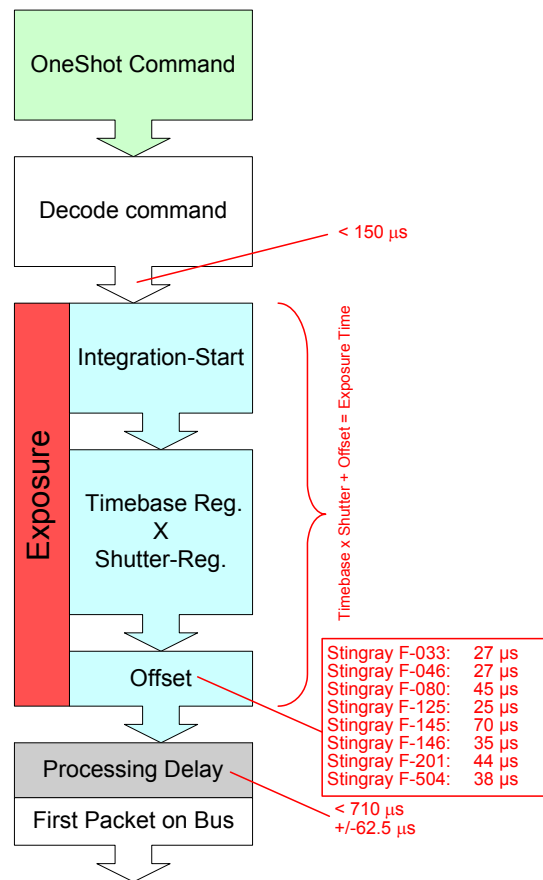 OneShot Command
Decode command
< 150 µs
Integration-Start
Exposure
Timebase Reg.
X
Shutter-Reg.
Timebase x Shutter + Offset = Exposure Time
Offset
Stingray F-033: 27 µs
Stingray F-046: 27 µs
Stingray F-080: 45 µs
Stingray F-125: 25 µs
Stingray F-145: 70 µs
Stingray F-146: 35 µs
Stingray F-201: 44 µs
Stingray F-504: 38 µs
Processing Delay
< 710 µs
+/-62.5 µs
First Packet on Bus